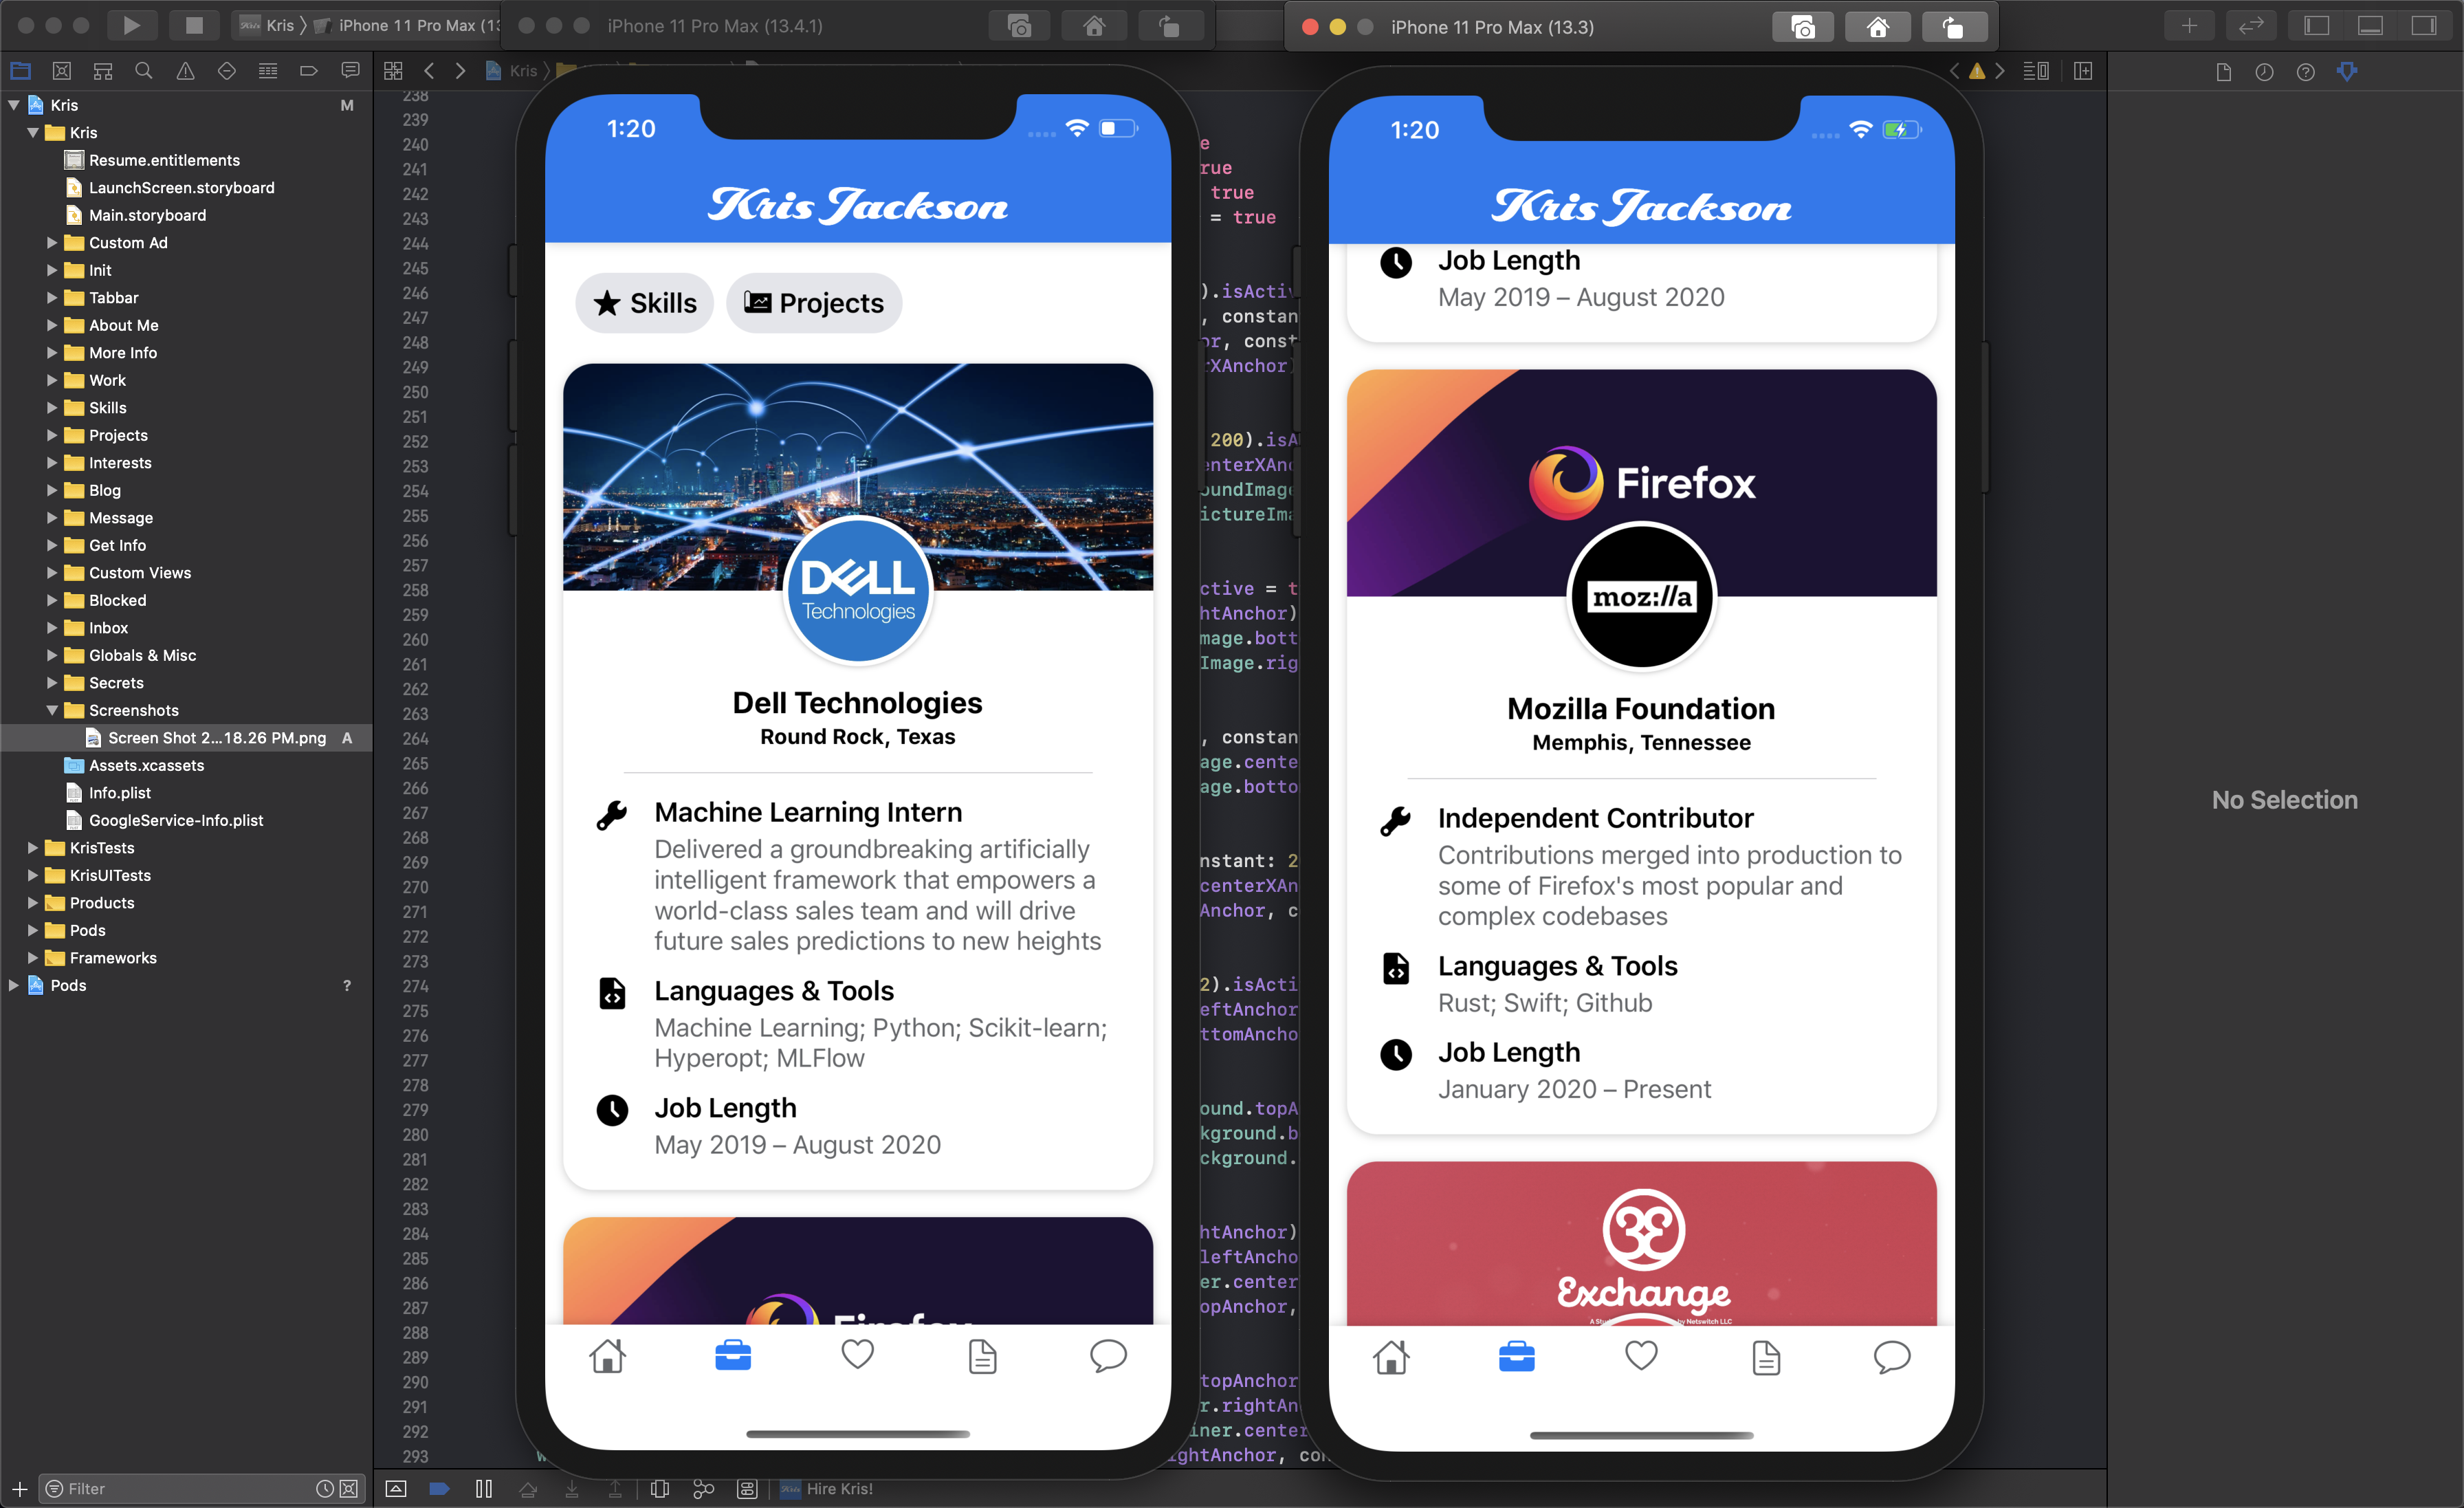 Kris
iPhone 11 Pro Max (13
iPhone 11 Pro Max (13.4.1)
iPhone 11 Pro Max (13.3)
Kris
Kris M
Kris
Resume.entitlements
LaunchScreen.storyboard
Main.storyboard
Custom Ad
Init
Tabbar
About Me
More Info
Work
Skills
Projects
Interests
Blog
Message
Get Info
Custom Views
Blocked
Inbox
Globals & Misc
Secrets
Screenshots
Screen Shot 2...18.26 PM.png A
Assets.xcassets
Info.plist
GoogleService-Info.plist
KrisTests
KrisUITests
Products
Pods
Frameworks
Pods ?
Filter
238
239
240
241
242
243
244
245
246
247
248
249
250
251
252
253
254
255
256
257
258
259
260
261
262
263
264
265
266
267
268
269
270
271
272
273
274
275
276
277
278
279
280
281
282
283
284
285
286
287
288
289
290
291
292
293
1:20
Kris Jackson
Skills
Projects
DELL
Technologies
Dell Technologies
Round Rock, Texas
Machine Learning Intern
Delivered a groundbreaking artificially
intelligent framework that empowers a
world-class sales team and will drive
future sales predictions to new heights
Languages & Tools
Machine Learning; Python; Scikit-learn;
Hyperopt; MLFlow
Job Length
May 2019 – August 2020
Firefox
e
rue
true
= true
).isActiv
, constan
or, const
rXAnchor)
200).isA
enterXAnc
oundImage
ictureIma
ctive = t
htAnchor)
mage.bott
Image.rig
, constan
age.cente
age.botto
nstant: 2
centerXAn
Anchor, c
2).isActi
eftAnchor
ttomAncho
ound.topA
kground.b
ckground.
htAnchor)
leftAncho
er.center
opAnchor,
topAnchor
r.rightAn
iner.center
ghtAnchor, con
1:20
Kris Jackson
Job Length
May 2019 – August 2020
Firefox
moz://a
Mozilla Foundation
Memphis, Tennessee
Independent Contributor
Contributions merged into production to
some of Firefox's most popular and
complex codebases
Languages & Tools
Rust; Swift; Github
Job Length
January 2020 – Present
Exchange
by Netswitch LLC
No Selection
Kris
Hire Kris!